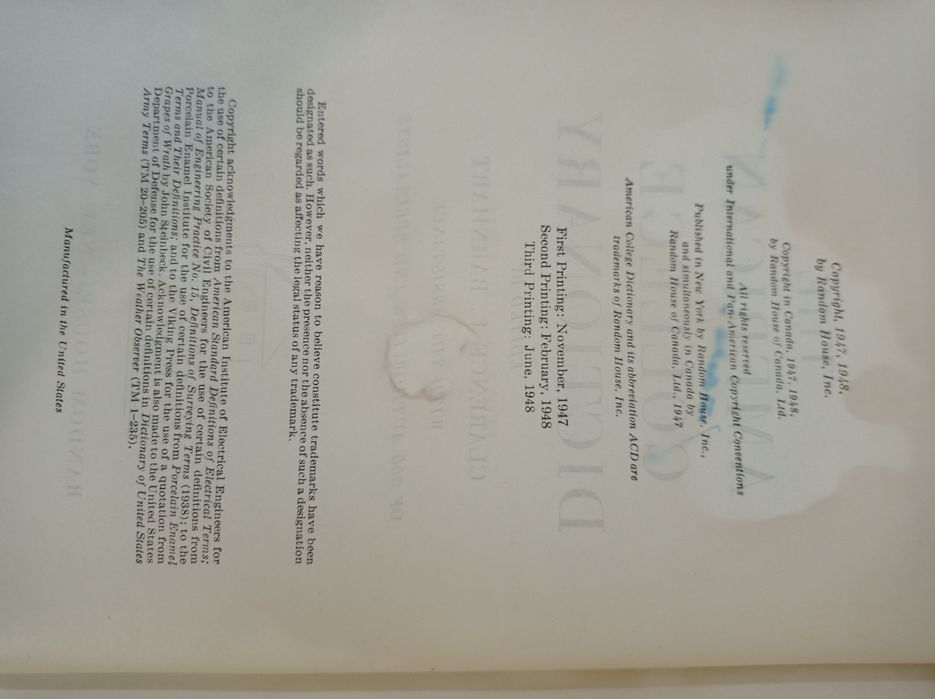 Copyright, 1947, 1948,
by Random House, Inc.
Copyright in Canada, 1947, 1948,
by Random House of Canada, Ltd.
All rights reserved
under International and Pan-American Copyright Conventions
Published in New York by Random House, Inc.,
and simultaneously in Canada by
Random House of Canada, Ltd., 1947
American College Dictionary and its abbreviation ACD are
trademarks of Random House, Inc.
First Printing: November, 1947
Second Printing: February, 1948
Third Printing: June, 1948
Entered words which we have reason to believe constitute trademarks have been
designated as such. However, neither the presence nor the absence of such a designation
should be regarded as affecting the legal status of any trademark.
Copyright acknowledgments to the American Institute of Electrical Engineers for
the use of certain definitions from American Standard Definitions of Electrical Terms;
to the American Society of Civil Engineers for the use of certain definitions from
Manual of Engineering Practice No. 15, Definitions of Surveying Terms (1938); to the
Porcelain Enamel Institute for the use of certain definitions from Porcelain Enamel
Terms and Their Definitions; and to the Viking Press for the use of a quotation from
Grapes of Wrath by John Steinbeck. Acknowledgment is also made to the United States
Department of Defense for the use of certain definitions in Dictionary of United States
Army Terms (TM 20-205) and The Weather Observer (TM 1-235).
Manufactured in the United States